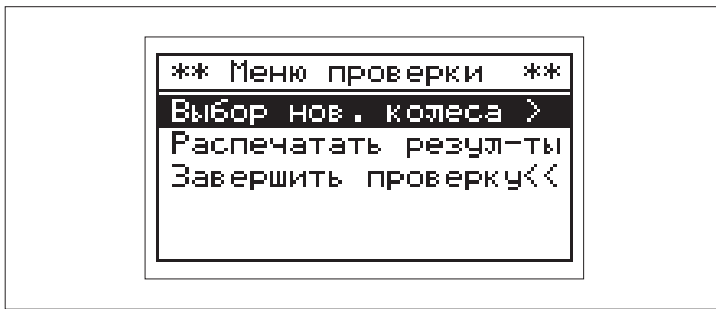 ** Меню проверки **
Выбор нов. колеса >
Распечатать резул-ты
Завершить проверку<<